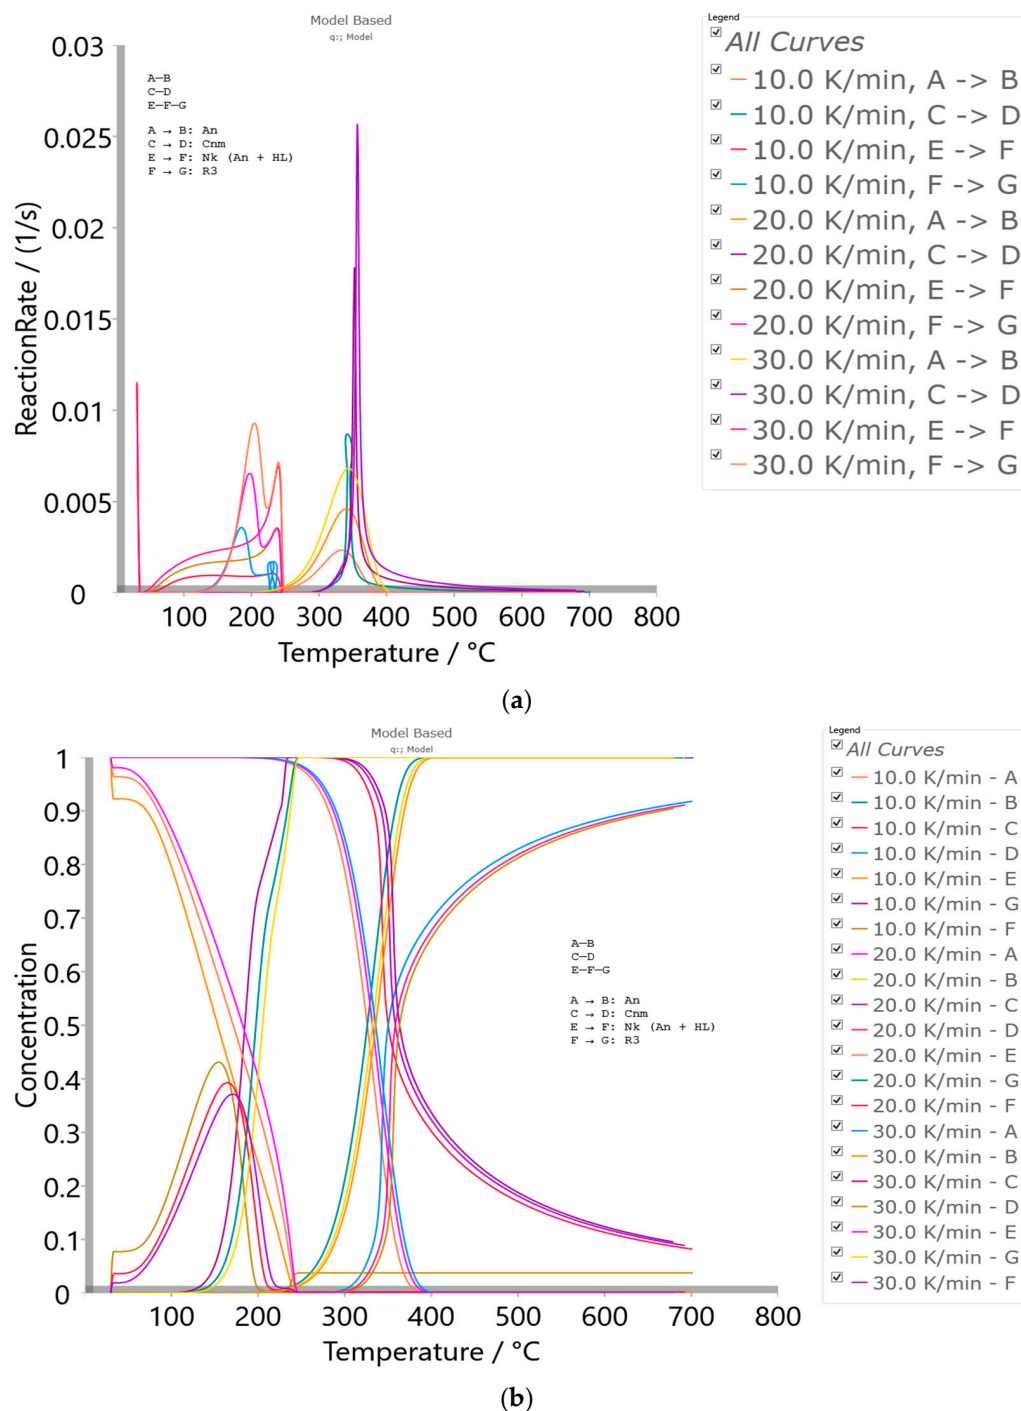 Model Based
q:; Model
Legend
All Curves
10.0 K/min, A -> B
10.0 K/min, C -> D
10.0 K/min, E -> F
10.0 K/min, F -> G
20.0 K/min, A -> B
20.0 K/min, C -> D
20.0 K/min, E -> F
20.0 K/min, F -> G
30.0 K/min, A -> B
30.0 K/min, C -> D
30.0 K/min, E -> F
30.0 K/min, F -> G
A—B
C—D
E—F—G
A → B: An
C → D: Cnm
E → F: Nk (An + HL)
F → G: R3
ReactionRate / (1/s)
0.03
0.025
0.02
0.015
0.01
0.005
0
100 200 300 400 500 600 700 800
Temperature / °C
(a)
Model Based
q:; Model
Legend
All Curves
10.0 K/min - A
10.0 K/min - B
10.0 K/min - C
10.0 K/min - D
10.0 K/min - E
10.0 K/min - G
10.0 K/min - F
20.0 K/min - A
20.0 K/min - B
20.0 K/min - C
20.0 K/min - D
20.0 K/min - E
20.0 K/min - G
20.0 K/min - F
30.0 K/min - A
30.0 K/min - B
30.0 K/min - C
30.0 K/min - D
30.0 K/min - E
30.0 K/min - G
30.0 K/min - F
A—B
C—D
E—F—G
A → B: An
C → D: Cnm
E → F: Nk (An + HL)
F → G: R3
Concentration
1
0.9
0.8
0.7
0.6
0.5
0.4
0.3
0.2
0.1
0
100 200 300 400 500 600 700 800
Temperature / °C
(b)